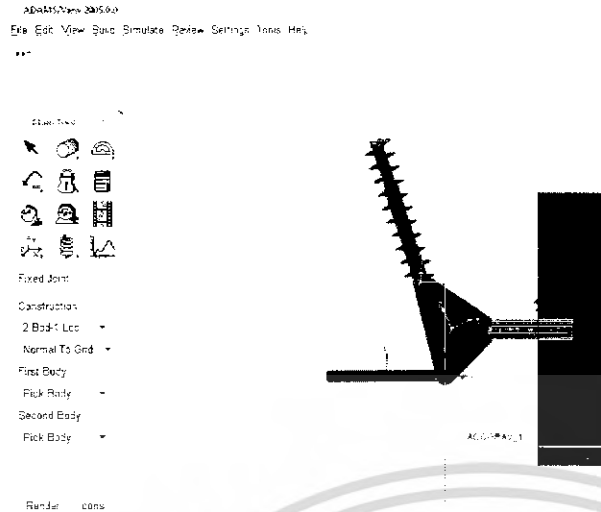 ADAMS/View 2005.0.0
File Edit View Build Simulate Review Settings Tools Help
Fixed Joint
Construction
2 Bod-1 Loc
Normal To Grid
First Body
Pick Body
Second Body
Pick Body
Render Icons